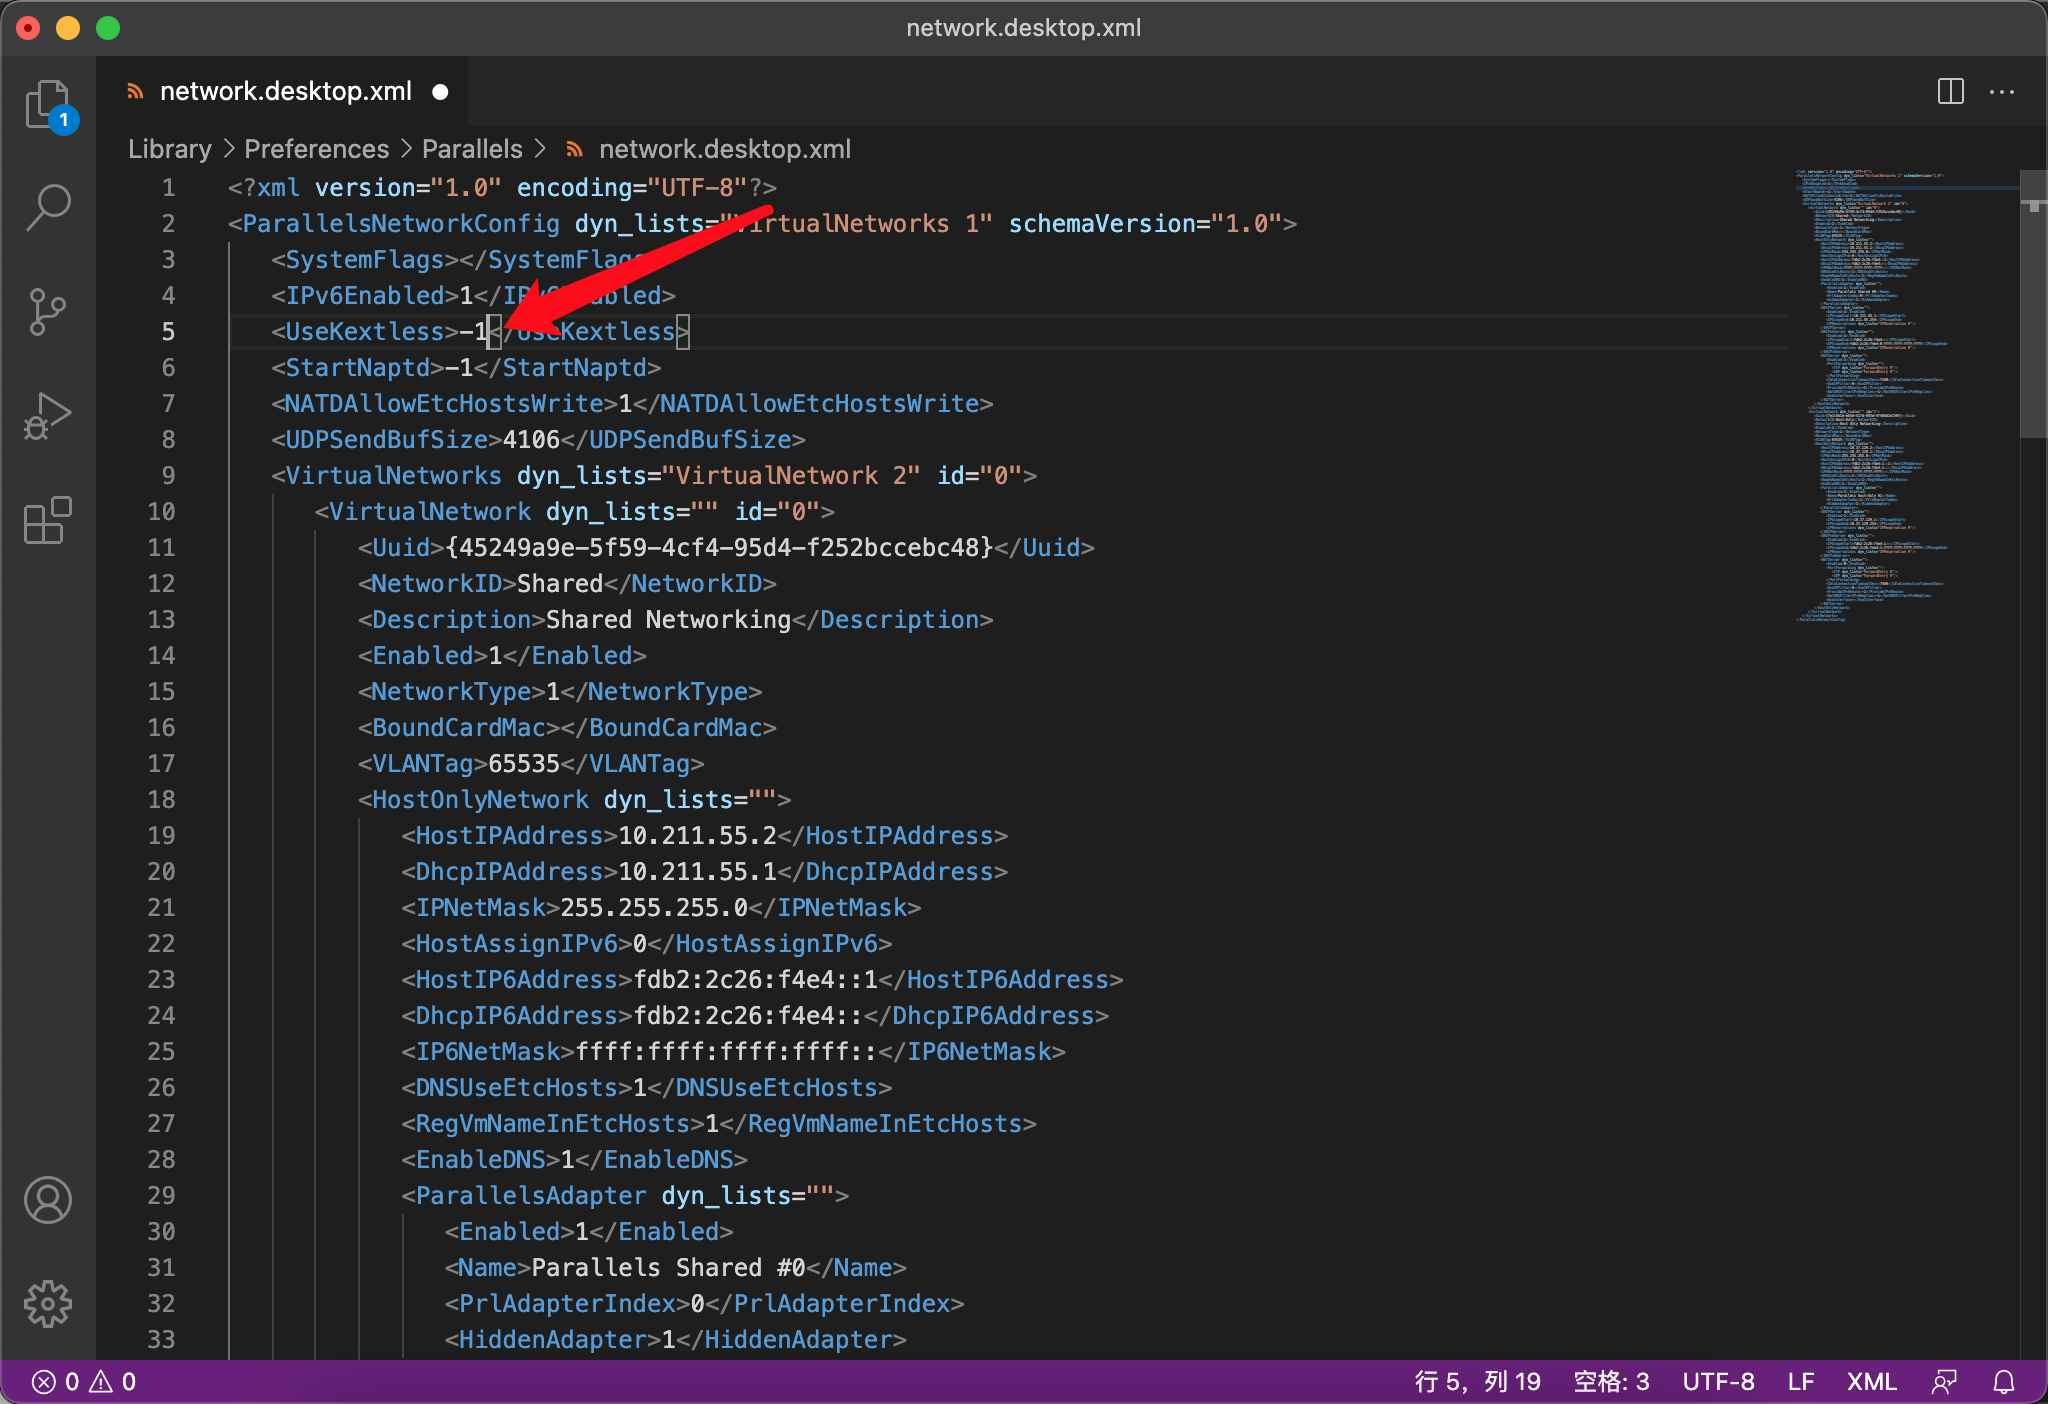 network.desktop.xml
network.desktop.xml
1
Library > Preferences > Parallels > network.desktop.xml
1 <?xml version="1.0" encoding="UTF-8"?>
2 <ParallelsNetworkConfig dyn_lists="VirtualNetworks 1" schemaVersion="1.0">
3 <SystemFlags></SystemFlags
4 <IPv6Enabled>1</IPv6Enabled>
5 <UseKextless>-1</UseKextless>
6 <StartNaptd>-1</StartNaptd>
7 <NATDAllowEtcHostsWrite>1</NATDAllowEtcHostsWrite>
8 <UDPSendBufSize>4106</UDPSendBufSize>
9 <VirtualNetworks dyn_lists="VirtualNetwork 2" id="0">
10 <VirtualNetwork dyn_lists="" id="0">
11 <Uuid>{45249a9e-5f59-4cf4-95d4-f252bccebc48}</Uuid>
12 <NetworkID>Shared</NetworkID>
13 <Description>Shared Networking</Description>
14 <Enabled>1</Enabled>
15 <NetworkType>1</NetworkType>
16 <BoundCardMac></BoundCardMac>
17 <VLANTag>65535</VLANTag>
18 <HostOnlyNetwork dyn_lists="">
19 <HostIPAddress>10.211.55.2</HostIPAddress>
20 <DhcpIPAddress>10.211.55.1</DhcpIPAddress>
21 <IPNetMask>255.255.255.0</IPNetMask>
22 <HostAssignIPv6>0</HostAssignIPv6>
23 <HostIP6Address>fdb2:2c26:f4e4::1</HostIP6Address>
24 <DhcpIP6Address>fdb2:2c26:f4e4::</DhcpIP6Address>
25 <IP6NetMask>ffff:ffff:ffff:ffff::</IP6NetMask>
26 <DNSUseEtcHosts>1</DNSUseEtcHosts>
27 <RegVmNameInEtcHosts>1</RegVmNameInEtcHosts>
28 <EnableDNS>1</EnableDNS>
29 <ParallelsAdapter dyn_lists="">
30 <Enabled>1</Enabled>
31 <Name>Parallels Shared #0</Name>
32 <PrlAdapterIndex>0</PrlAdapterIndex>
33 <HiddenAdapter>1</HiddenAdapter>
0 0 行 5，列 19 空格: 3 UTF-8 LF XML